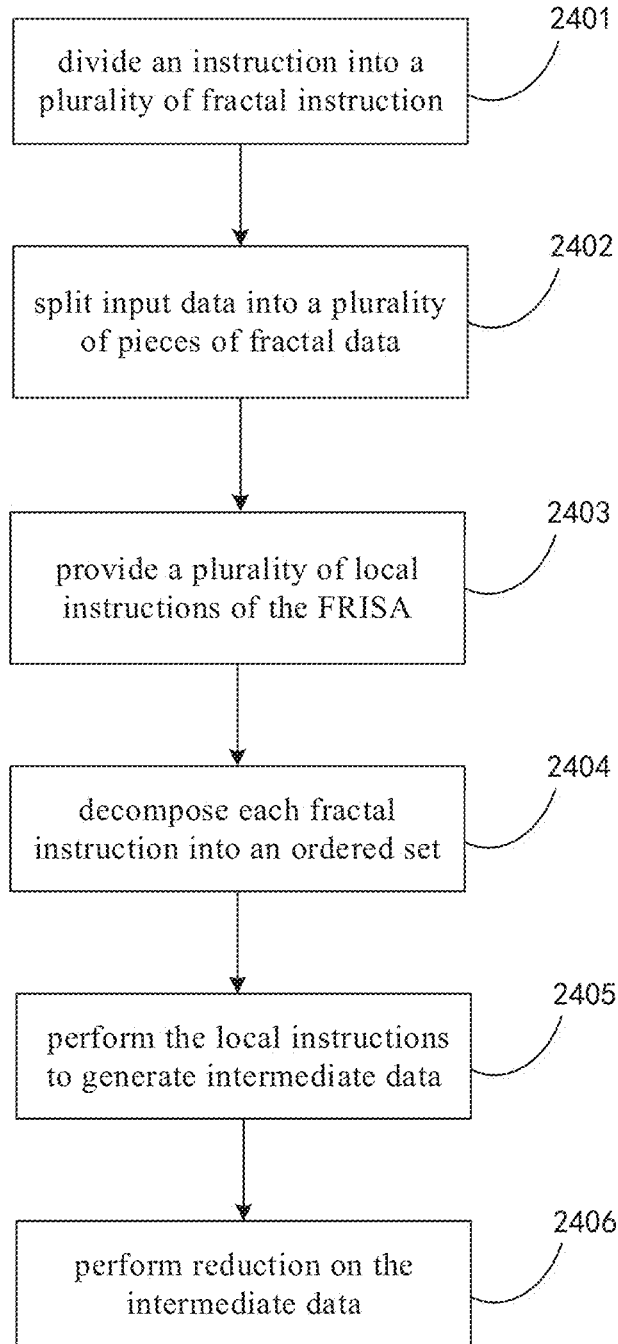 2401
divide an instruction into a
plurality of fractal instruction
2402
split input data into a plurality
of pieces of fractal data
2403
provide a plurality of local
instructions of the FRISA
2404
decompose each fractal
instruction into an ordered set
2405
perform the local instructions
to generate intermediate data
2406
perform reduction on the
intermediate data